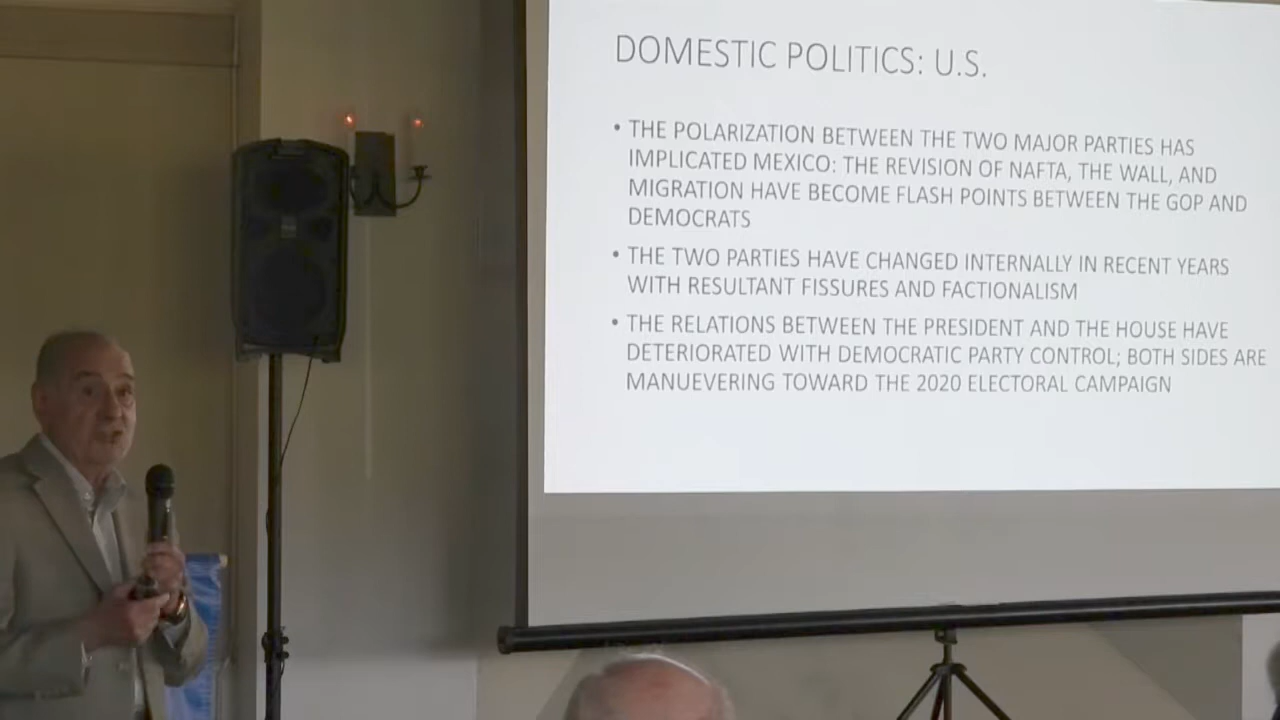 DOMESTIC POLITICS: U.S.
• THE POLARIZATION BETWEEN THE TWO MAJOR PARTIES HAS
IMPLICATED MEXICO: THE REVISION OF NAFTA, THE WALL, AND
MIGRATION HAVE BECOME FLASH POINTS BETWEEN THE GOP AND
DEMOCRATS
• THE TWO PARTIES HAVE CHANGED INTERNALLY IN RECENT YEARS
WITH RESULTANT FISSURES AND FACTIONALISM
• THE RELATIONS BETWEEN THE PRESIDENT AND THE HOUSE HAVE
DETERIORATED WITH DEMOCRATIC PARTY CONTROL; BOTH SIDES ARE
MANUEVERING TOWARD THE 2020 ELECTORAL CAMPAIGN